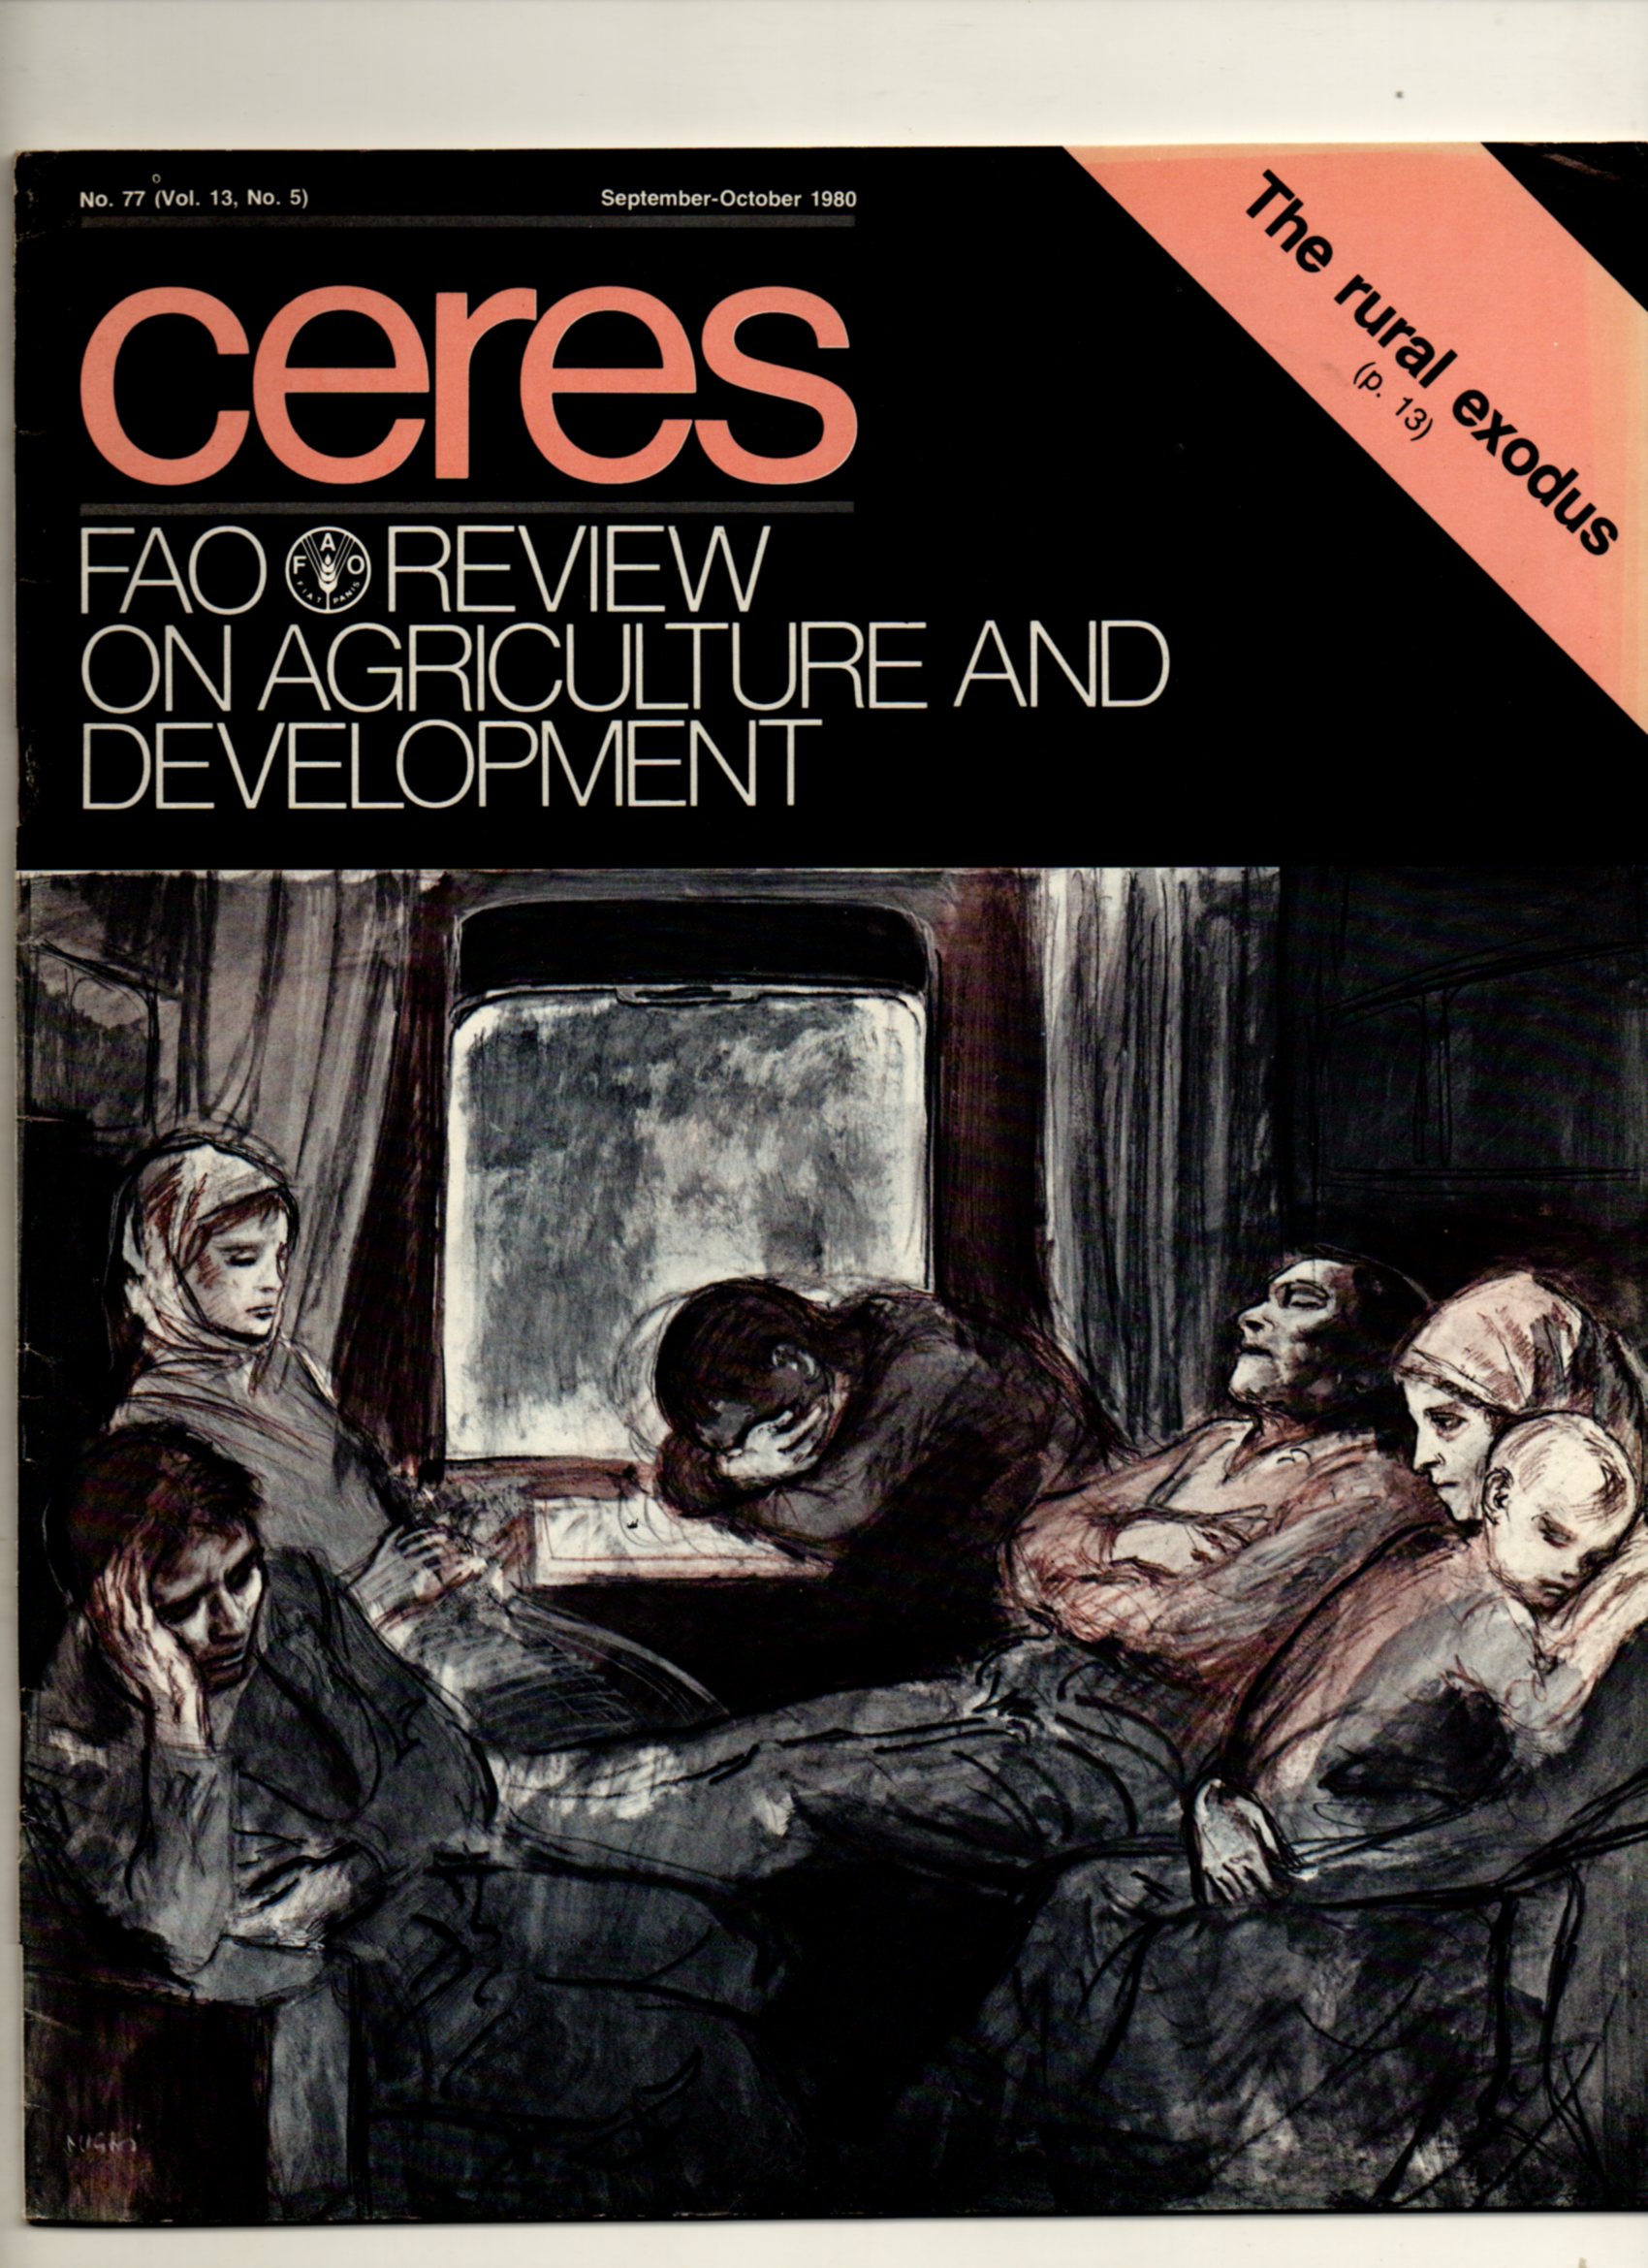 No. 77 (Vol. 13, No. 5)
September-October 1980
The rural exodus
(p. 13)
ceres
FAO FAO FIAT PANIS REVIEW
ON AGRICULTURE AND
DEVELOPMENT